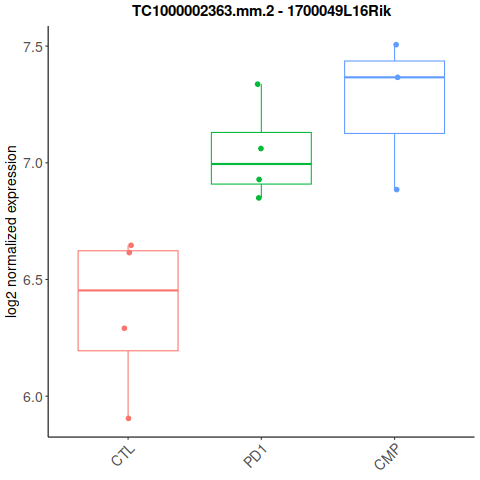 TC1000002363.mm.2 - 1700049L16Rik
log2 normalized expression
7.5
7.0
6.5
6.0
CTL
PD1
CMP